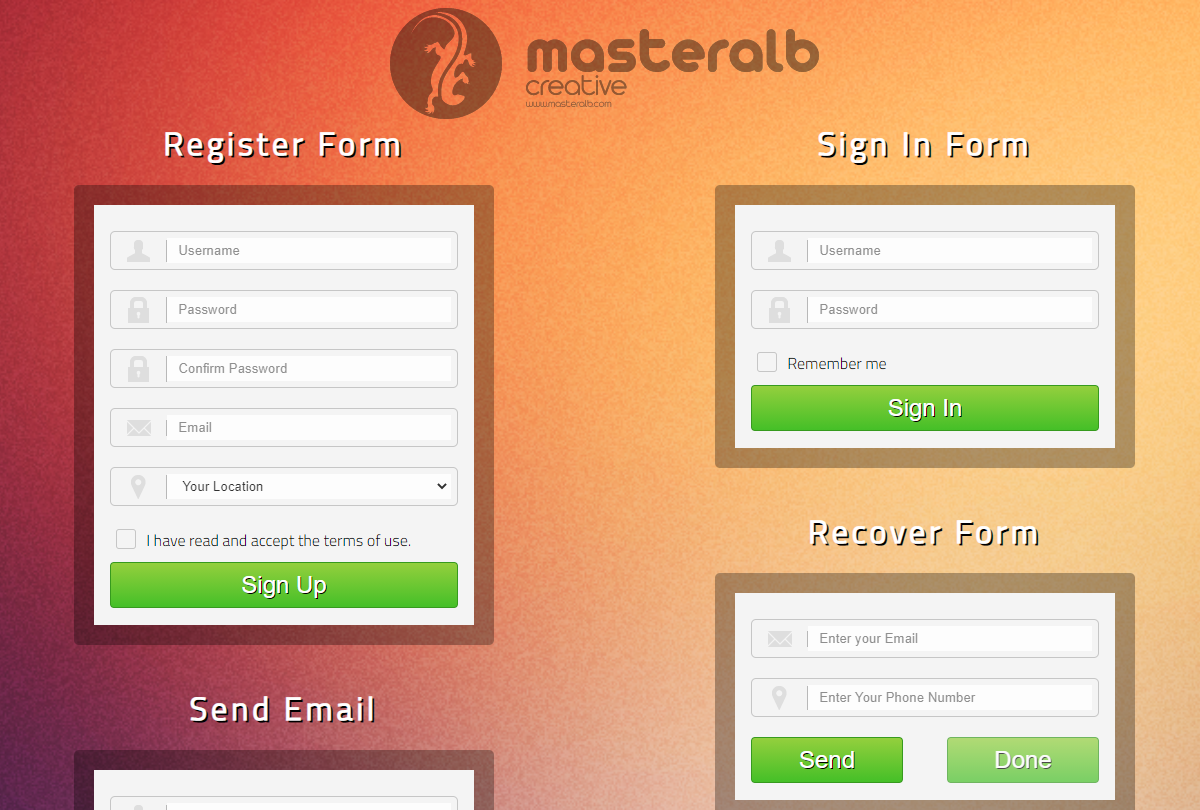 masteralb
creative
www.masteralb.com
Register Form
Username
Password
Confirm Password
Email
Your Location
I have read and accept the terms of use.
Sign Up
Send Email
Sign In Form
Username
Password
Remember me
Sign In
Recover Form
Enter your Email
Enter Your Phone Number
Send
Done